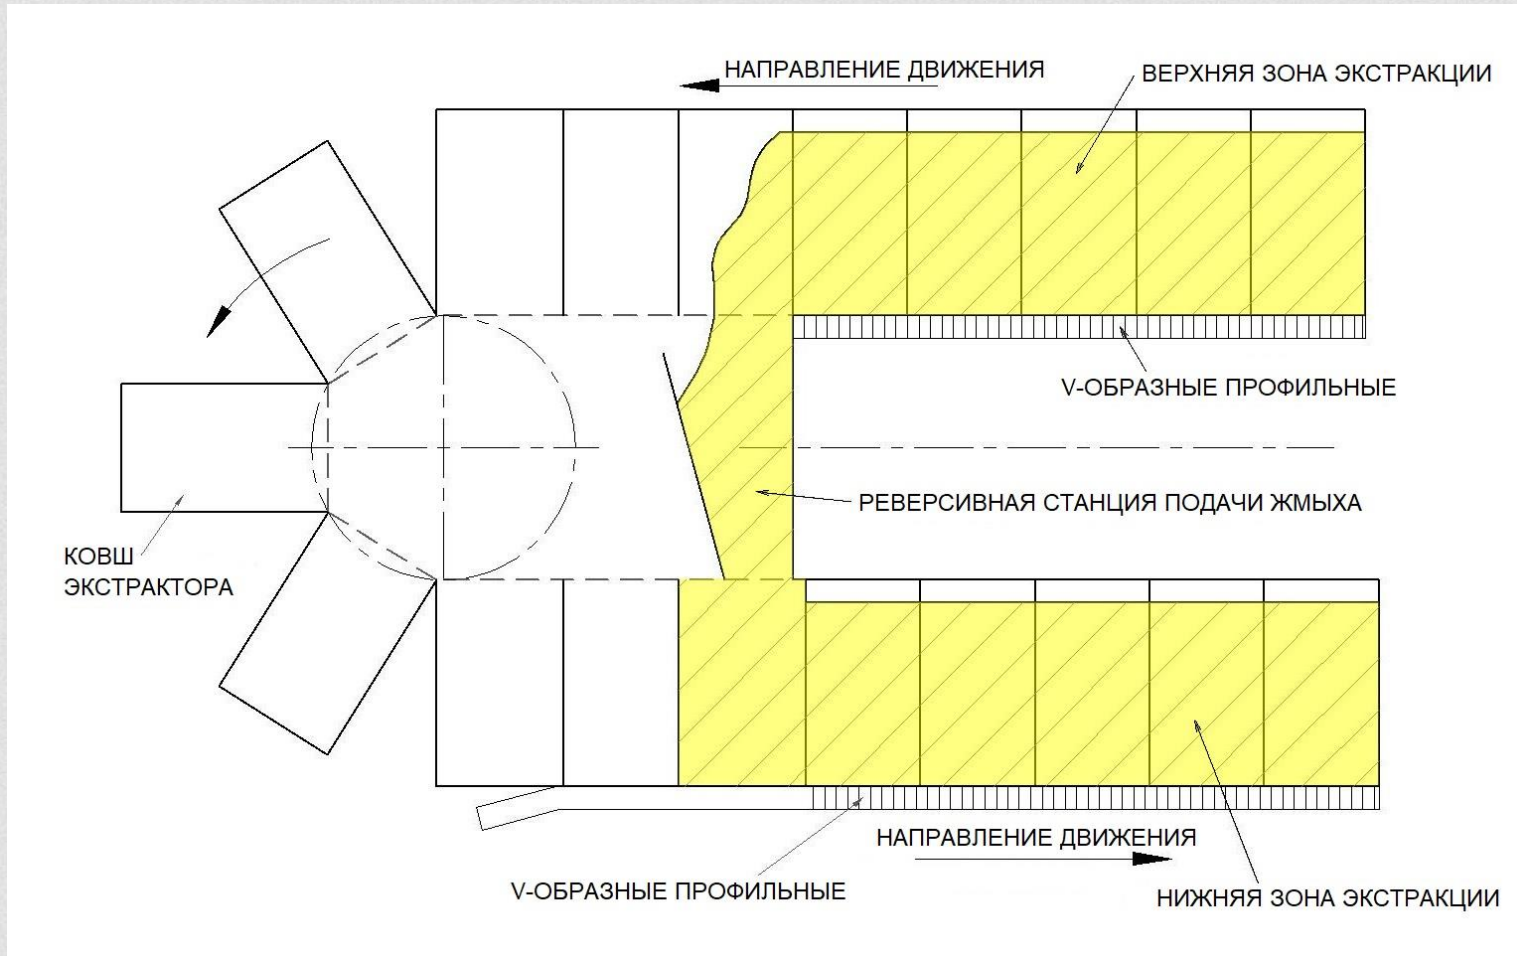 НАПРАВЛЕНИЕ ДВИЖЕНИЯ
ВЕРХНЯЯ ЗОНА ЭКСТРАКЦИИ
V-ОБРАЗНЫЕ ПРОФИЛЬНЫЕ
РЕВЕРСИВНАЯ СТАНЦИЯ ПОДАЧИ ЖМЫХА
КОВШ
ЭКСТРАКТОРА
НАПРАВЛЕНИЕ ДВИЖЕНИЯ
V-ОБРАЗНЫЕ ПРОФИЛЬНЫЕ
НИЖНЯЯ ЗОНА ЭКСТРАКЦИИ